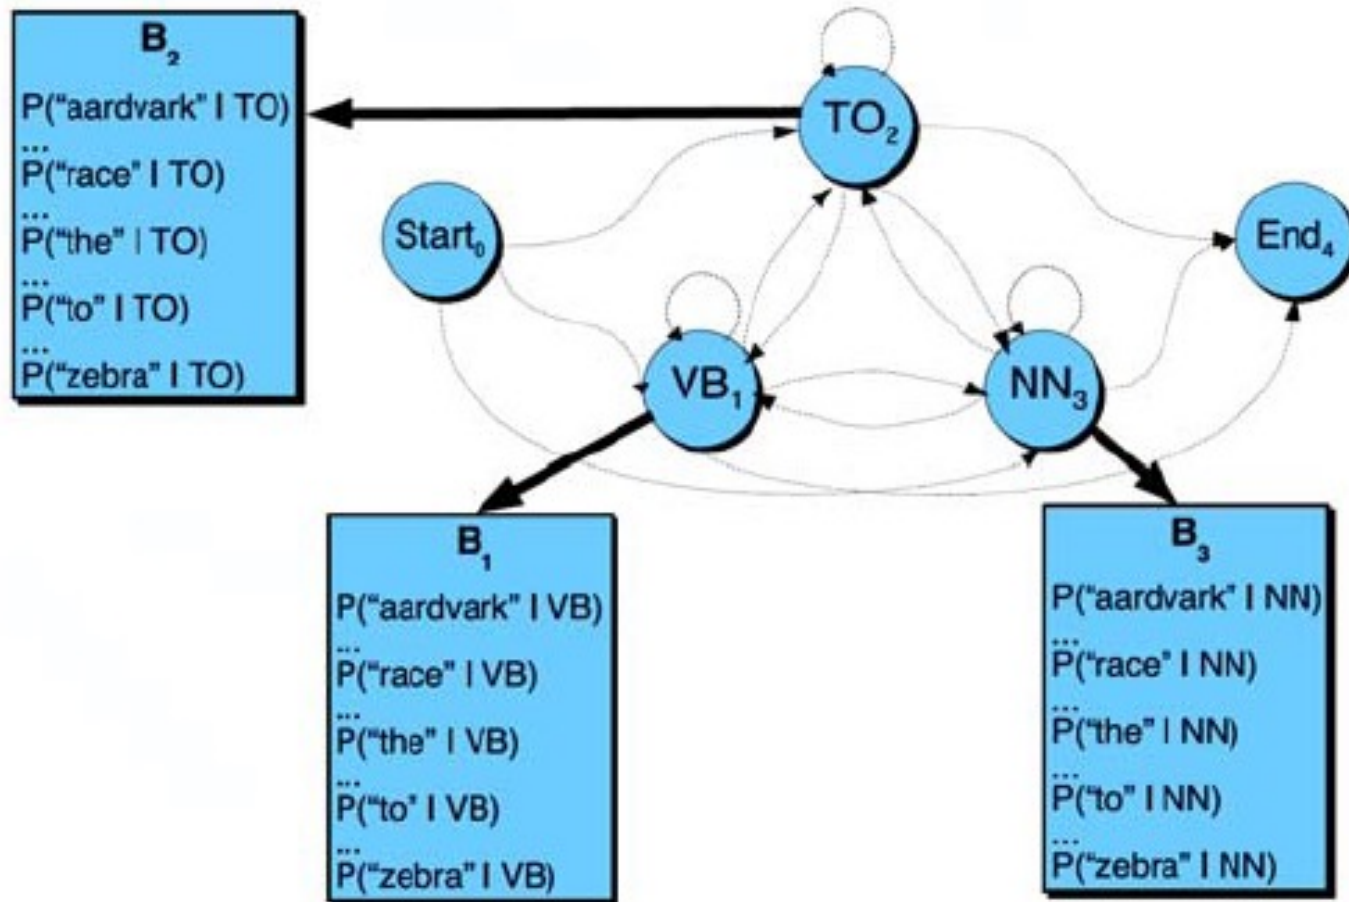 B₂
P("aardvark" | TO)
...
P("race" | TO)
...
P("the" | TO)
...
P("to" | TO)
...
P("zebra" | TO)
TO₂
Start₀
End₄
VB₁
NN₃
B₁
P("aardvark" | VB)
...
P("race" | VB)
...
P("the" | VB)
...
P("to" | VB)
...
P("zebra" | VB)
B₃
P("aardvark" | NN)
...
P("race" | NN)
...
P("the" | NN)
...
P("to" | NN)
...
P("zebra" | NN)